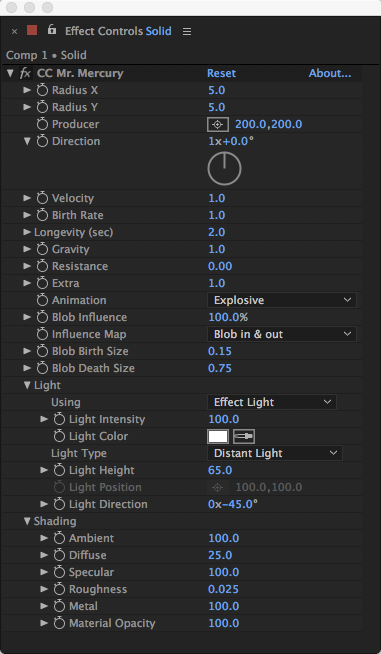 Effect Controls Solid
Comp 1 • Solid
fx CC Mr. Mercury Reset About...
Radius X 5.0
Radius Y 5.0
Producer 200.0,200.0
Direction 1x+0.0°
Velocity 1.0
Birth Rate 1.0
Longevity (sec) 2.0
Gravity 1.0
Resistance 0.00
Extra 1.0
Animation Explosive
Blob Influence 100.0%
Influence Map Blob in & out
Blob Birth Size 0.15
Blob Death Size 0.75
Light
Using Effect Light
Light Intensity 100.0
Light Color
Light Type Distant Light
Light Height 65.0
Light Position 100.0,100.0
Light Direction 0x-45.0°
Shading
Ambient 100.0
Diffuse 25.0
Specular 100.0
Roughness 0.025
Metal 100.0
Material Opacity 100.0